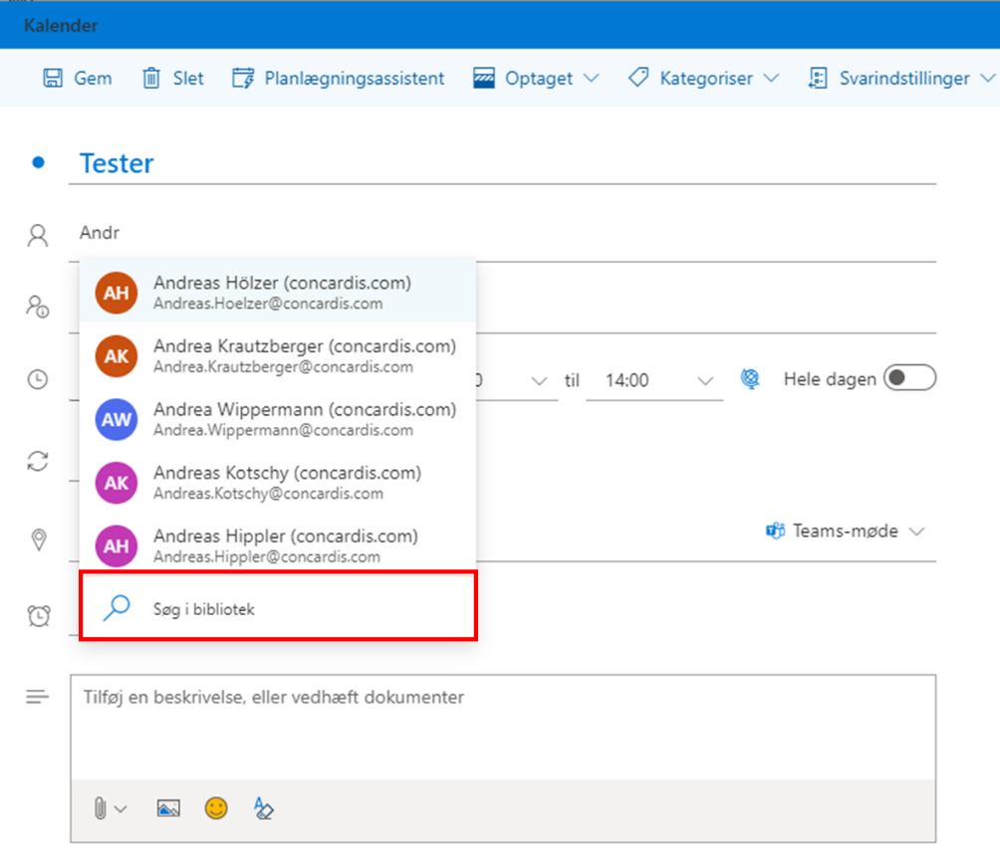 Kalender
Gem Slet Planlægningsassistent Optaget Kategoriser Svarindstillinger
Tester
Andr
AH Andreas Hölzer (concardis.com)
Andreas.Hoelzer@concardis.com
AK Andrea Krautzberger (concardis.com)
Andrea.Krautzberger@concardis.com
0 til 14:00 Hele dagen
AW Andrea Wippermann (concardis.com)
Andrea.Wippermann@concardis.com
AK Andreas Kotschy (concardis.com)
Andreas.Kotschy@concardis.com
AH Andreas Hippler (concardis.com)
Andreas.Hippler@concardis.com
Teams-møde
Søg i bibliotek
Tilføj en beskrivelse, eller vedhæft dokumenter